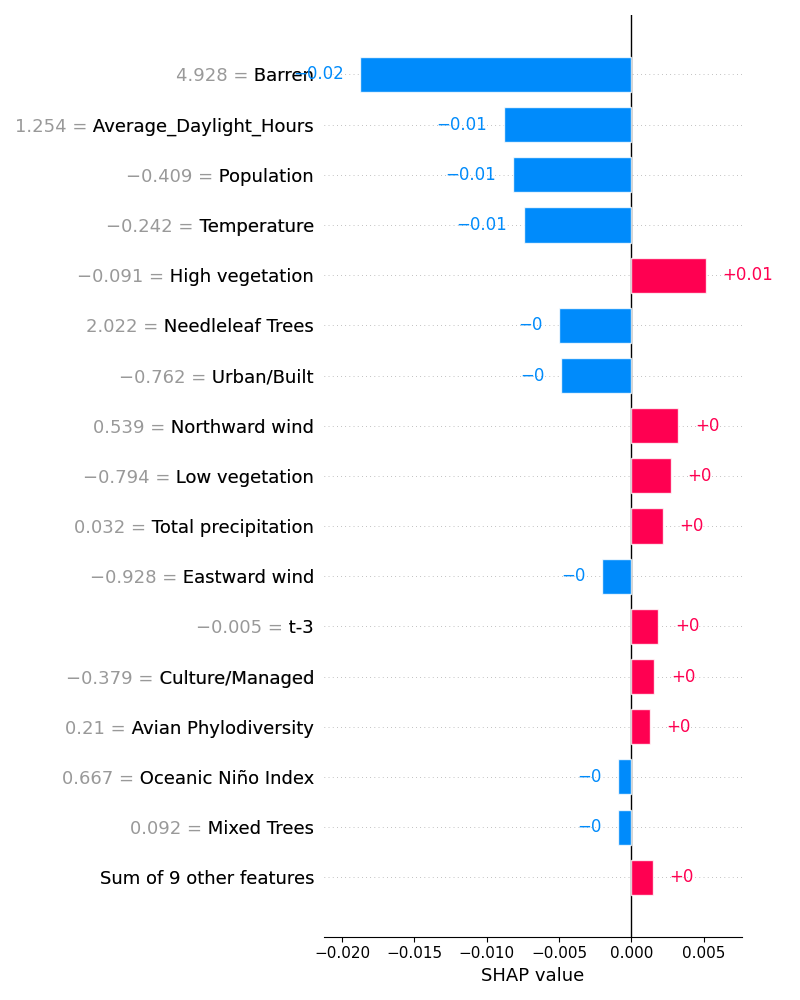 4.928 = Barren −0.02
1.254 = Average_Daylight_Hours −0.01
−0.409 = Population −0.01
−0.242 = Temperature −0.01
−0.091 = High vegetation +0.01
2.022 = Needleleaf Trees −0
−0.762 = Urban/Built −0
0.539 = Northward wind +0
−0.794 = Low vegetation +0
0.032 = Total precipitation +0
−0.928 = Eastward wind −0
−0.005 = t-3 +0
−0.379 = Culture/Managed +0
0.21 = Avian Phylodiversity +0
0.667 = Oceanic Niño Index −0
0.092 = Mixed Trees −0
Sum of 9 other features +0
−0.020 −0.015 −0.010 −0.005 0.000 0.005
SHAP value